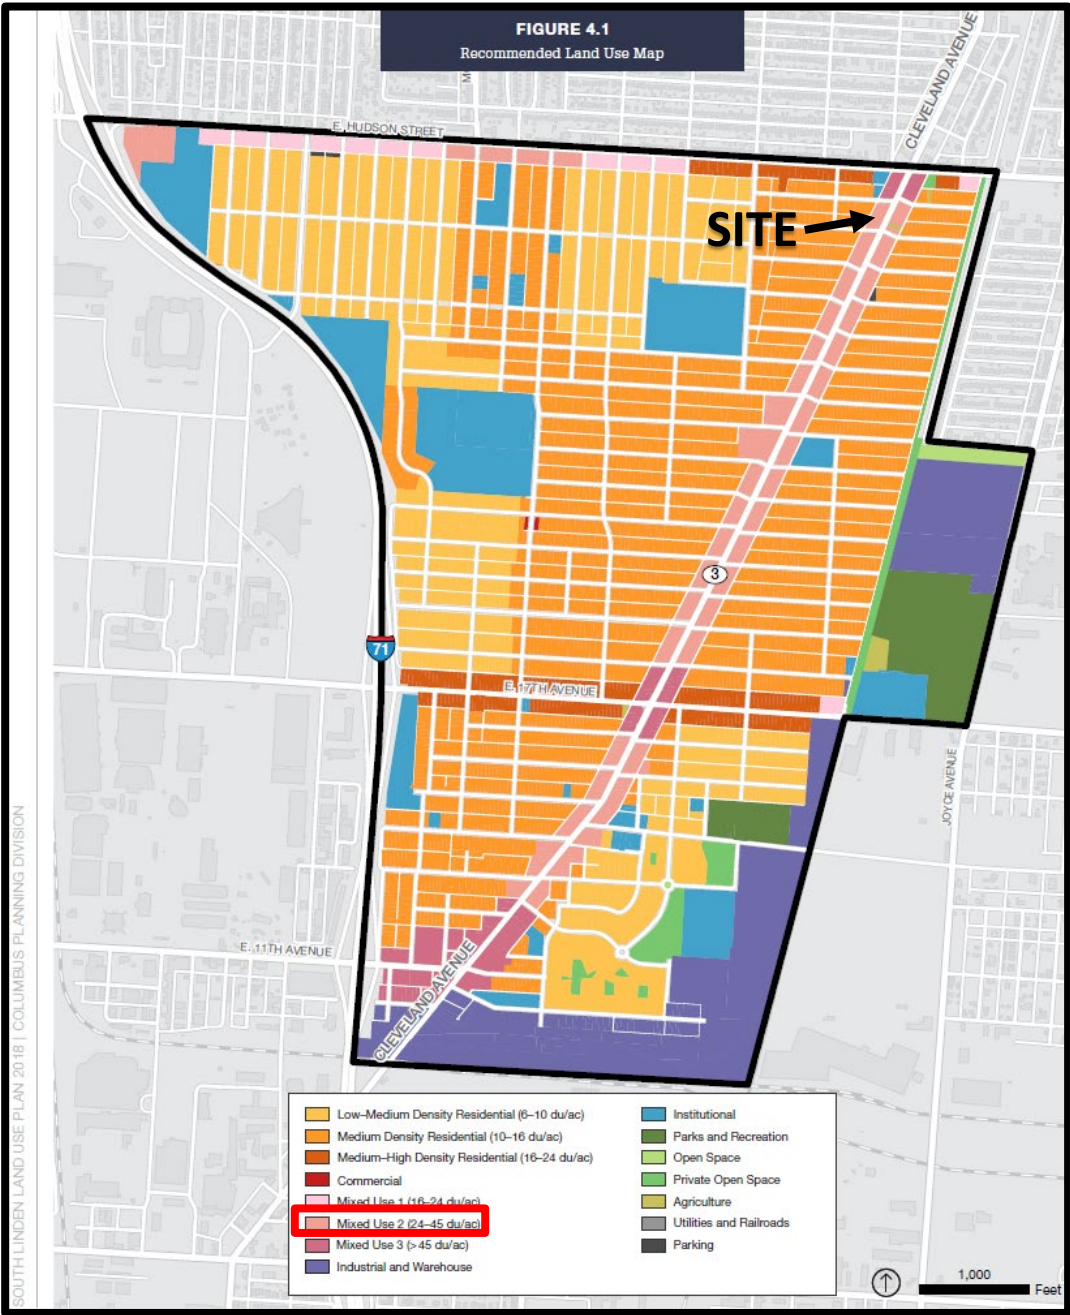 FIGURE 4.1
Recommended Land Use Map
CLEVELAND AVENUE
E. HUDSON STREET
SITE
3
71
E. 17TH AVENUE
JOYCE AVENUE
E. 11TH AVENUE
CLEVELAND AVENUE
SOUTH LINDEN LAND USE PLAN 2018 | COLUMBUS PLANNING DIVISION
Low–Medium Density Residential (6–10 du/ac)
Medium Density Residential (10–16 du/ac)
Medium–High Density Residential (16–24 du/ac)
Commercial
Mixed Use 1 (16–24 du/ac)
Mixed Use 2 (24–45 du/ac)
Mixed Use 3 (>45 du/ac)
Industrial and Warehouse
Institutional
Parks and Recreation
Open Space
Private Open Space
Agriculture
Utilities and Railroads
Parking
1,000
Feet